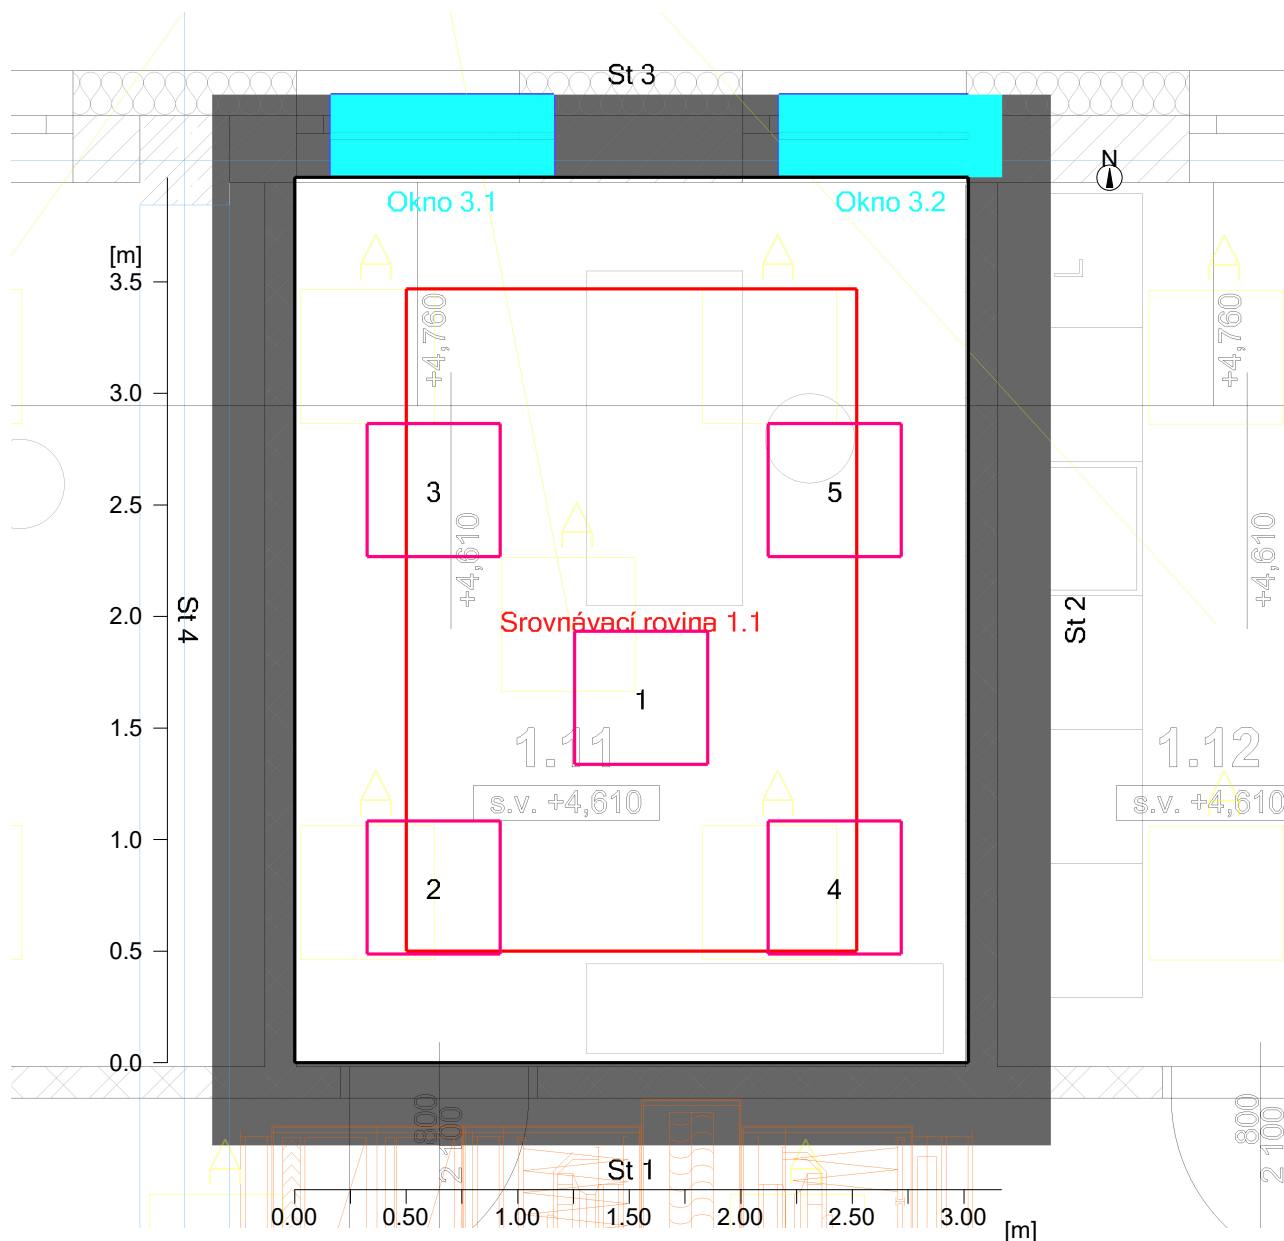 St 3
N
Okno 3.1
Okno 3.2
[m]
A
A
A
L
3.5
+4,760
+4,760
3.0
3
5
2.5
A
+4,610
+4,610
2.0
St 4
Srovnávací rovina 1.1
St 2
1
1.5
1.11
1.12
A
A
A
s.v. +4,610
s.v. +4,610
1.0
2
4
0.5
0.0
800
2 100
800
2 100
A
A
St 1
0.00
0.50
1.00
1.50
2.00
2.50
3.00
[m]